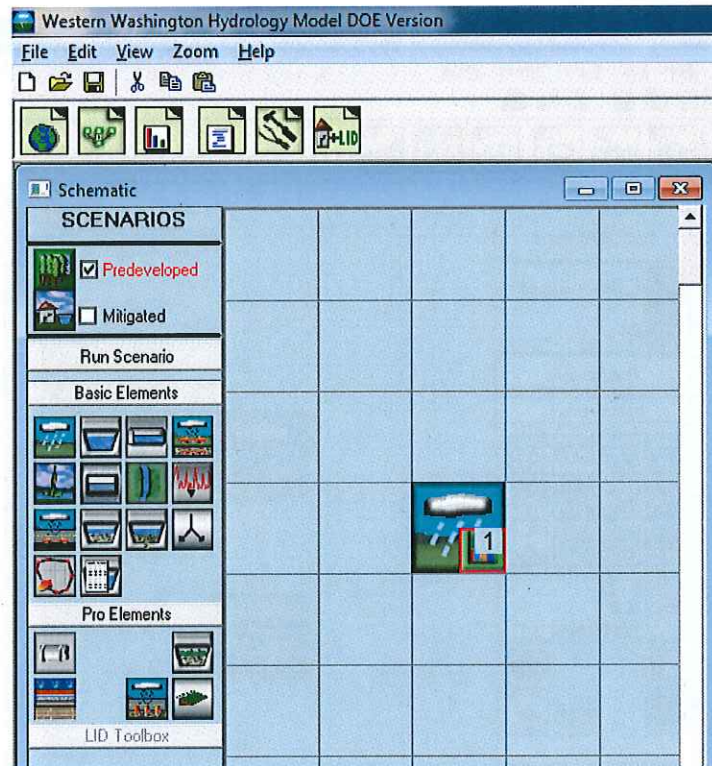 Western Washington Hydrology Model DOE Version
File Edit View Zoom Help
+LID
Schematic
SCENARIOS
Predeveloped
Mitigated
Run Scenario
Basic Elements
1
Pro Elements
LID Toolbox